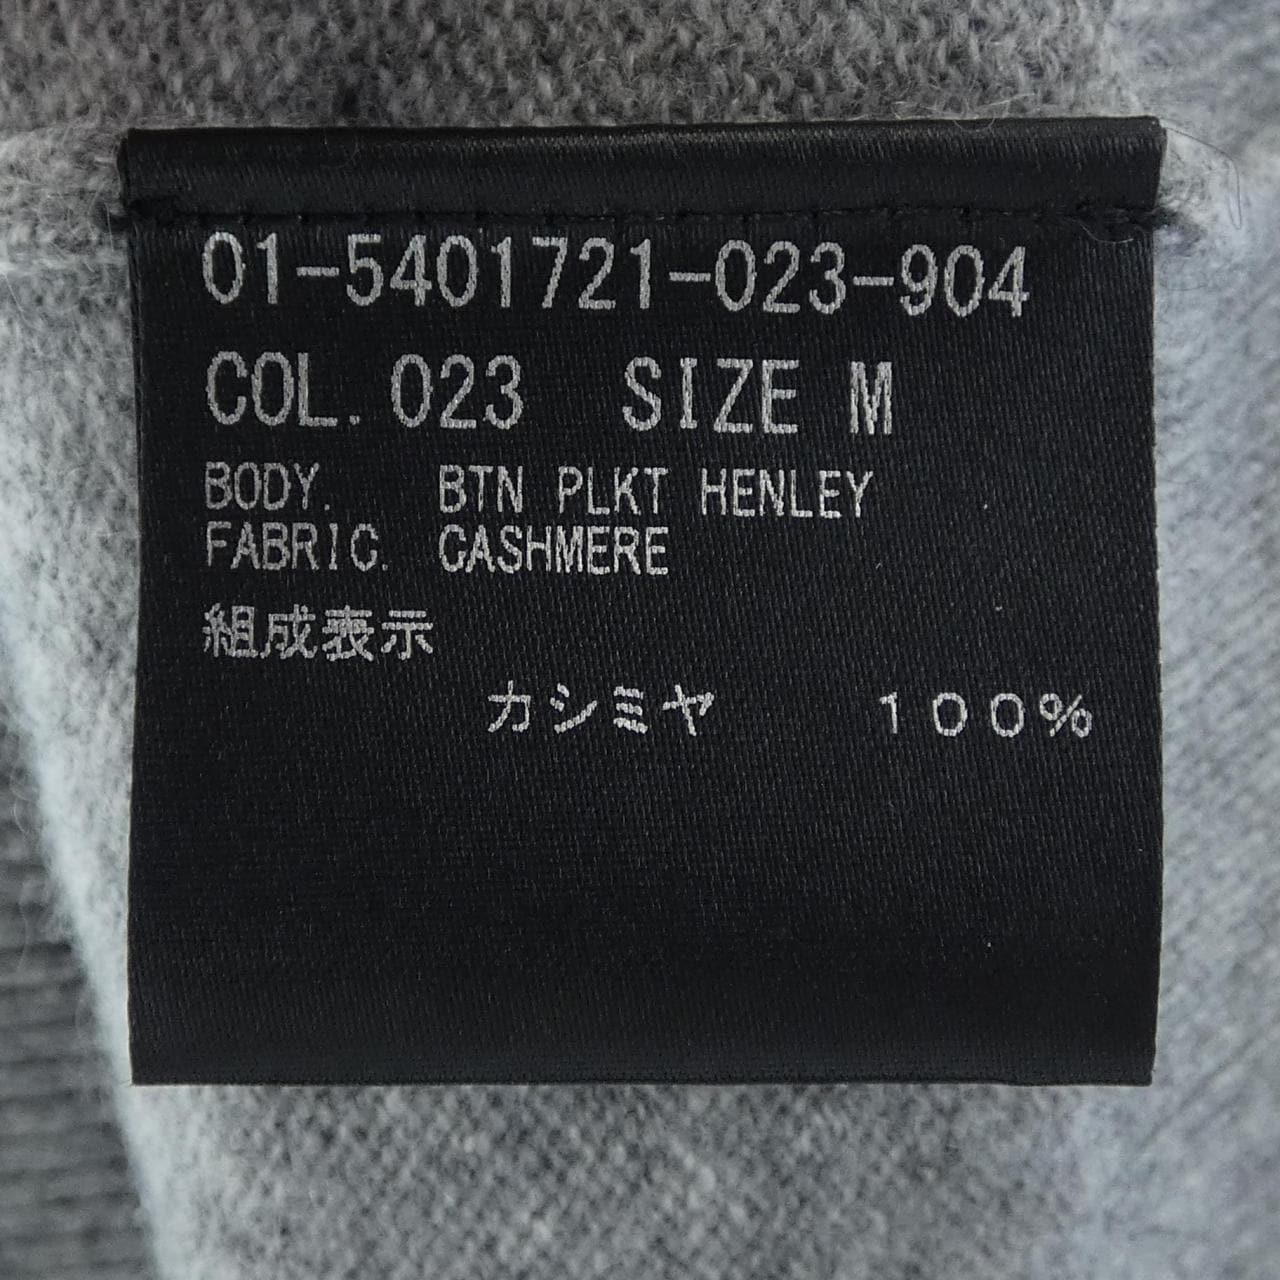 01-5401721-023-904
COL. 023 SIZE M
BODY. BTN PLKT HENLEY
FABRIC. CASHMERE
組成表示
カシミヤ 100%